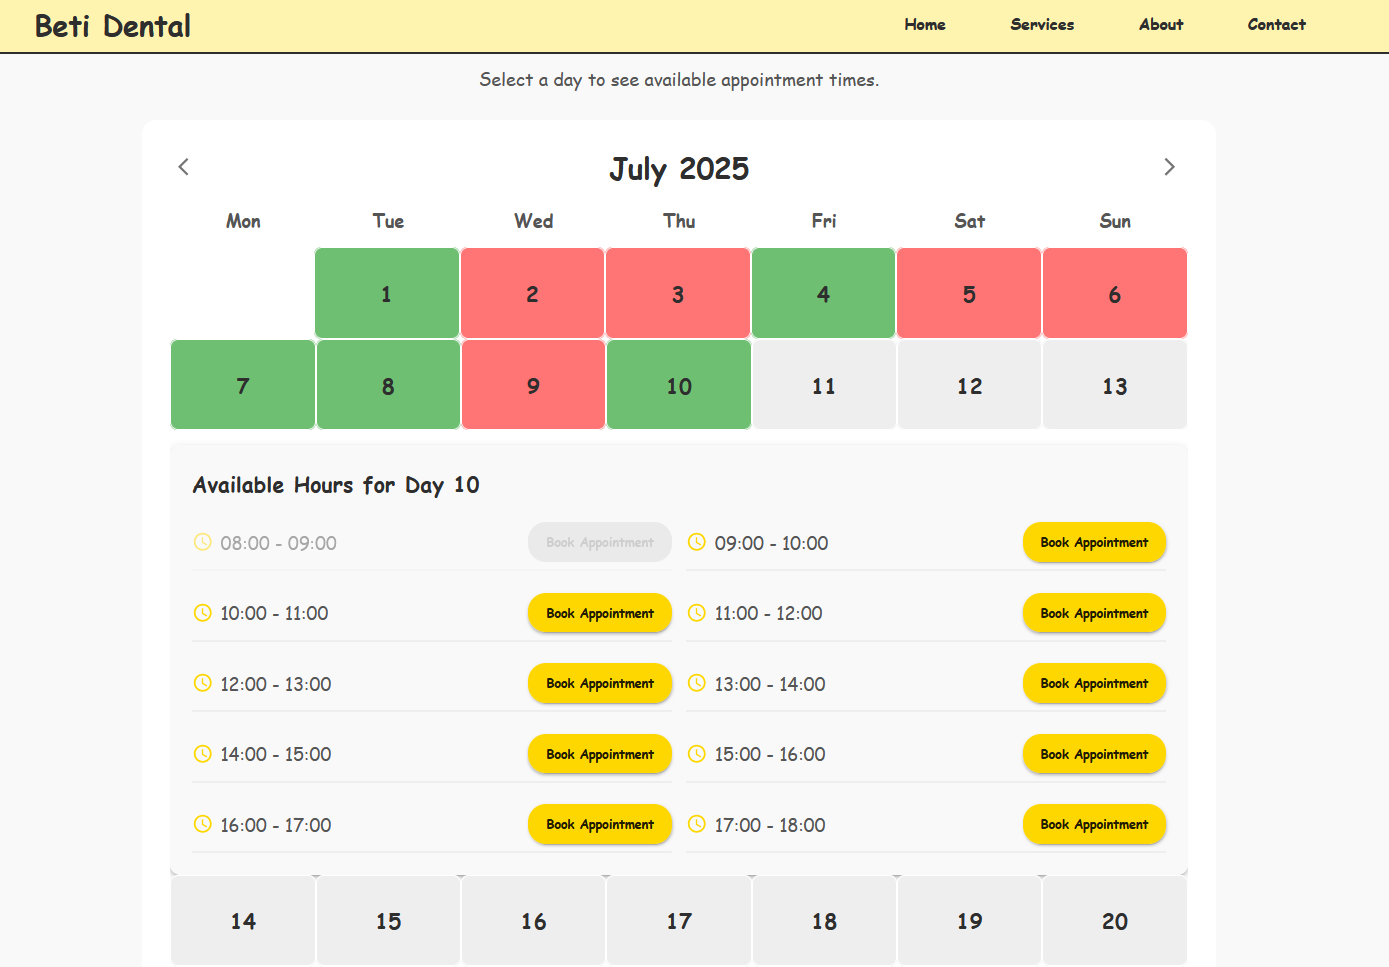 Beti Dental Home Services About Contact
Select a day to see available appointment times.
July 2025
Mon Tue Wed Thu Fri Sat Sun
1 2 3 4 5 6
7 8 9 10 11 12 13
Available Hours for Day 10
08:00 - 09:00 Book Appointment 09:00 - 10:00 Book Appointment
10:00 - 11:00 Book Appointment 11:00 - 12:00 Book Appointment
12:00 - 13:00 Book Appointment 13:00 - 14:00 Book Appointment
14:00 - 15:00 Book Appointment 15:00 - 16:00 Book Appointment
16:00 - 17:00 Book Appointment 17:00 - 18:00 Book Appointment
14 15 16 17 18 19 20